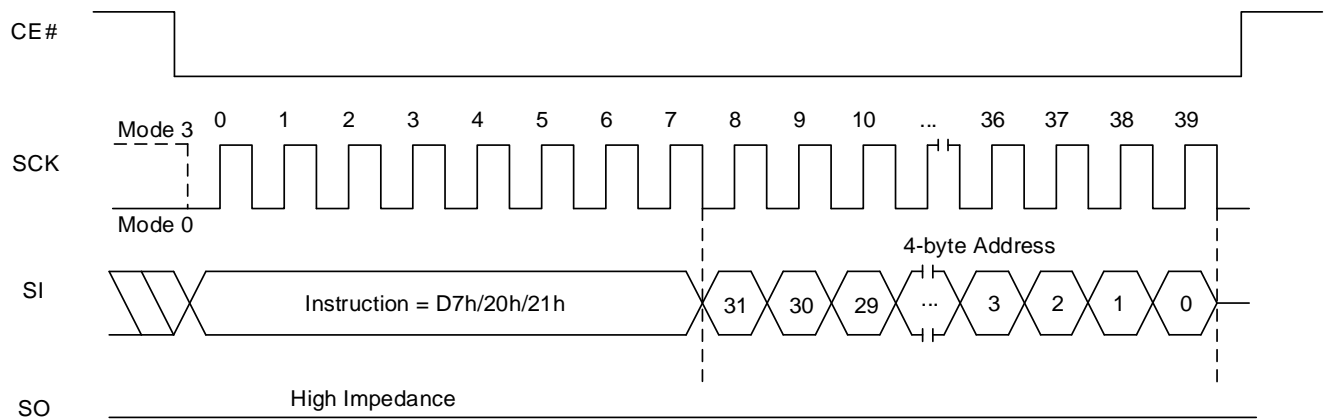 CE#
0 1 2 3 4 5 6 7 8 9 10 ... 36 37 38 39
Mode 3
SCK
Mode 0
4-byte Address
SI
Instruction = D7h/20h/21h 31 30 29 ... 3 2 1 0
High Impedance
SO